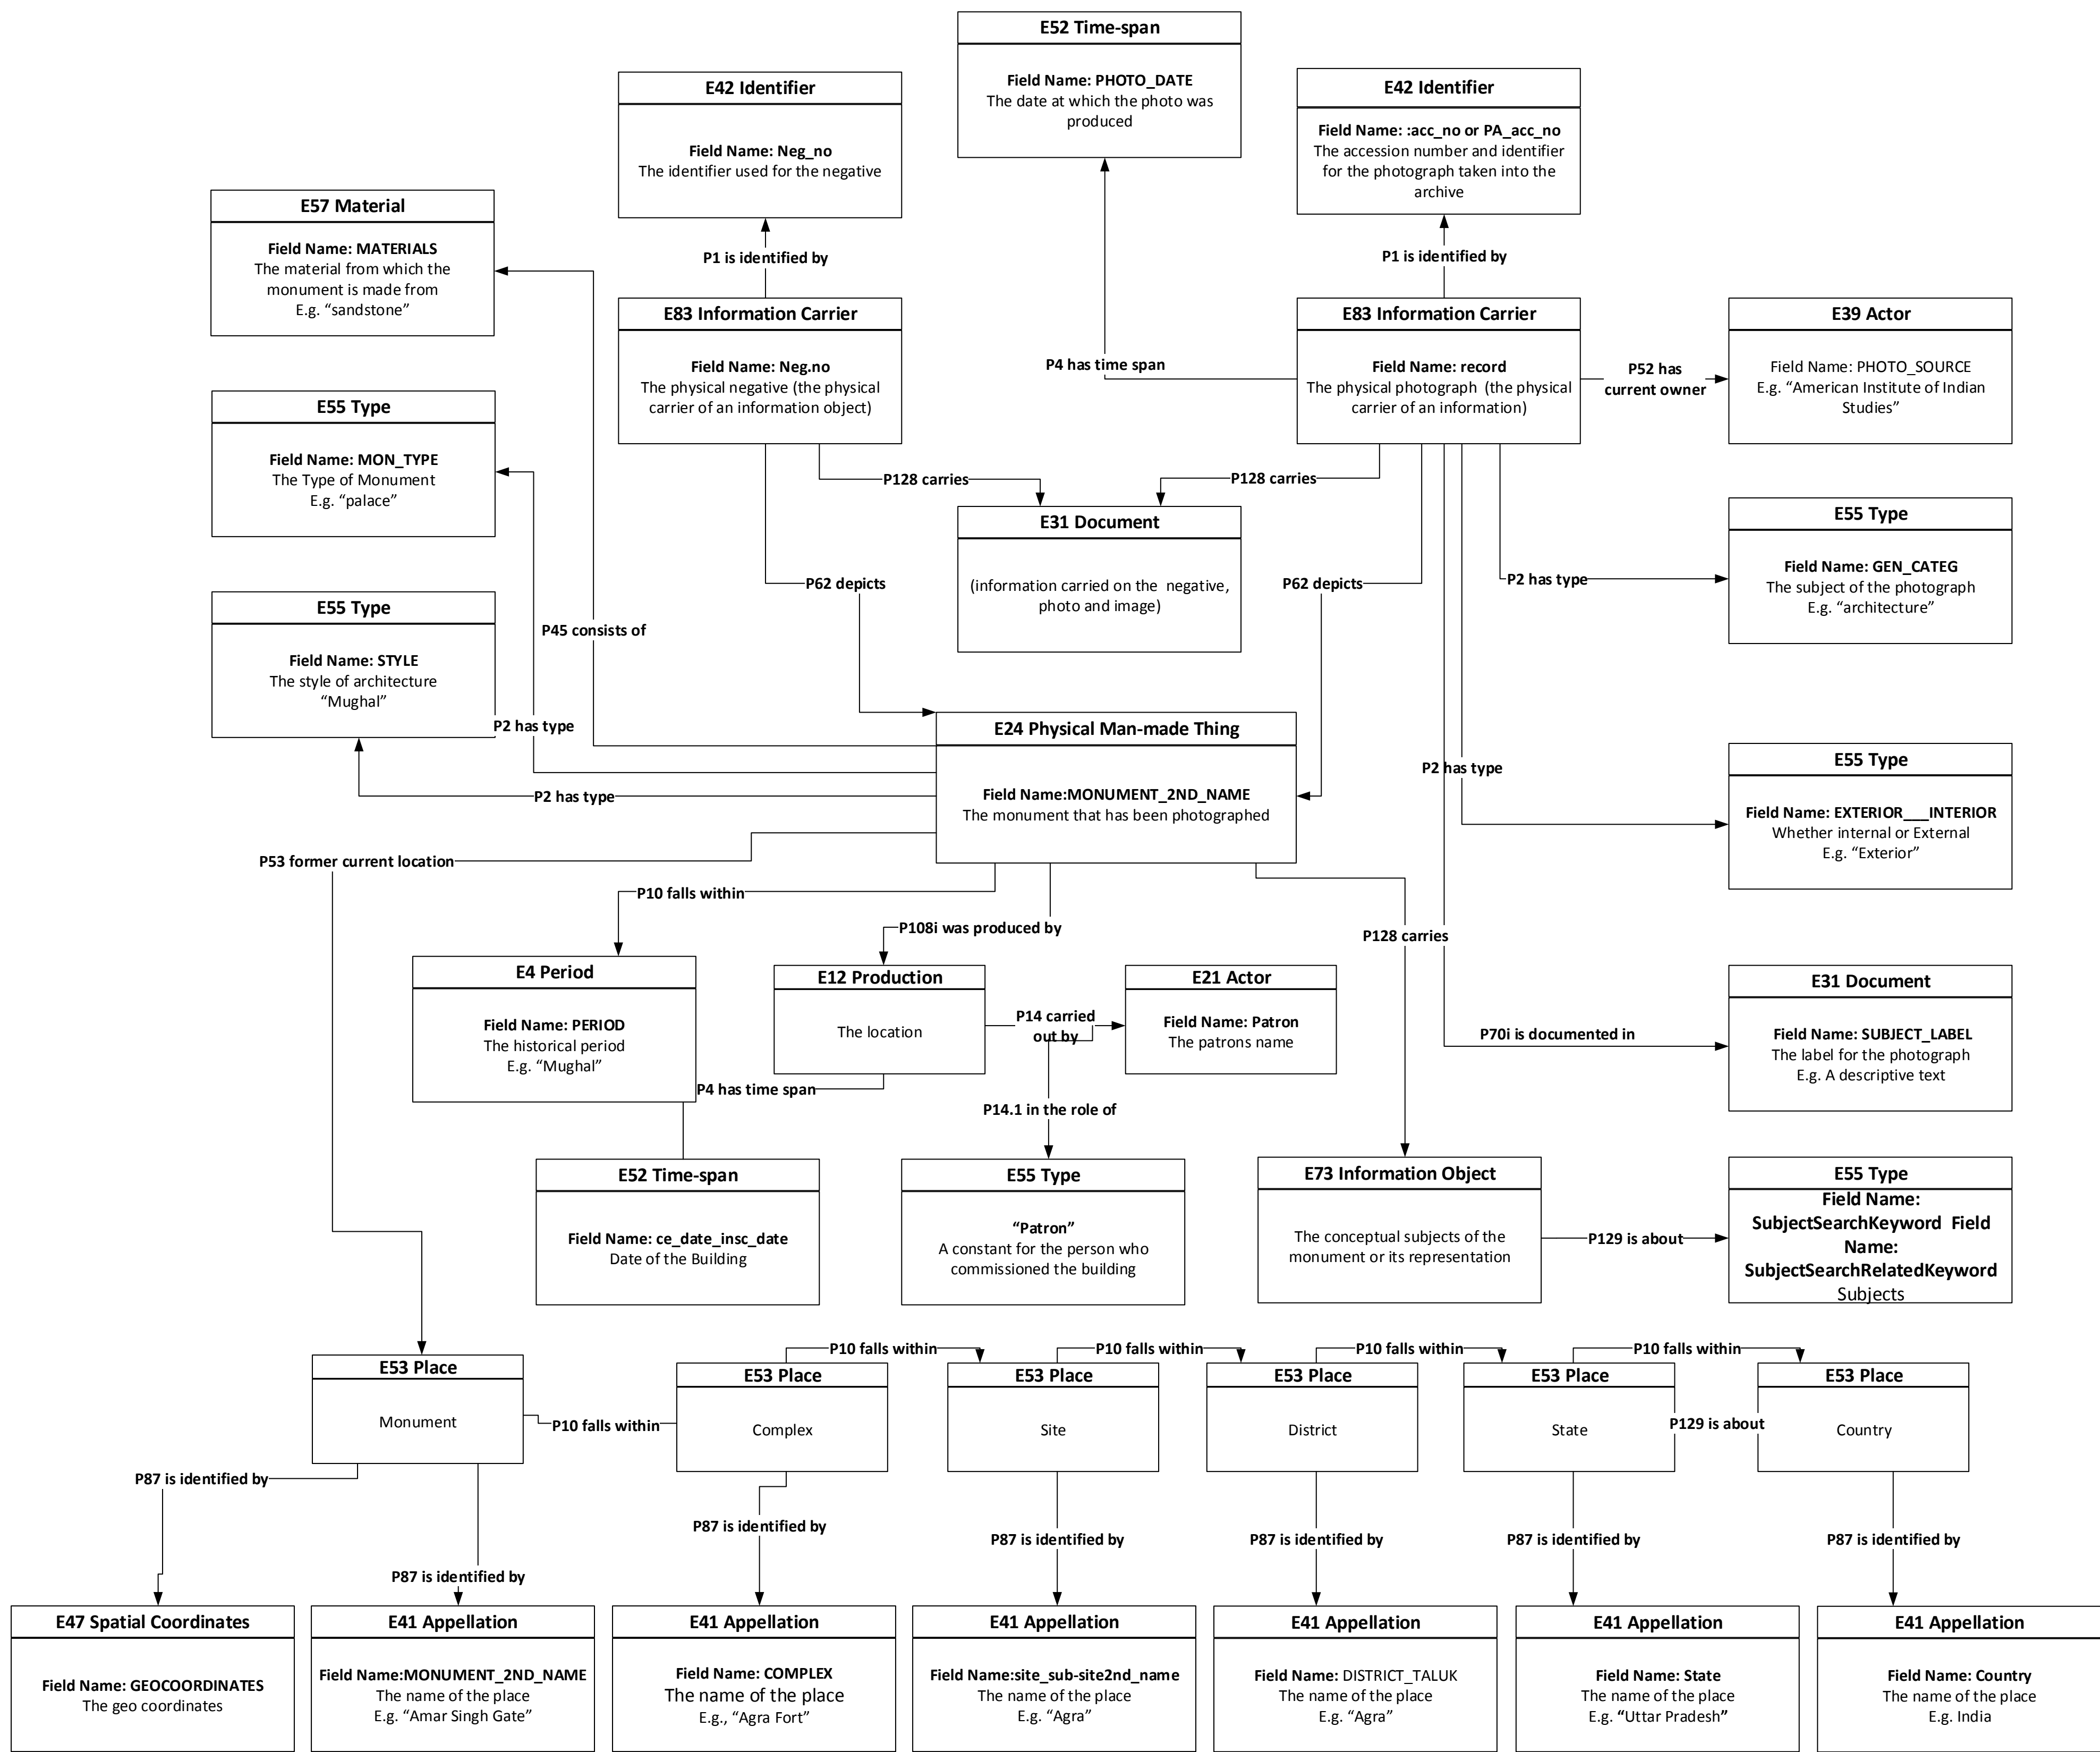 E52 Time-span
Field Name: PHOTO_DATE
The date at which the photo was
produced
E42 Identifier
Field Name: Neg_no
The identifier used for the negative
E42 Identifier
Field Name: :acc_no or PA_acc_no
The accession number and identifier
for the photograph taken into the
archive
E57 Material
Field Name: MATERIALS
The material from which the
monument is made from
E.g. “sandstone”
P1 is identified by
P1 is identified by
E83 Information Carrier
Field Name: Neg.no
The physical negative (the physical
carrier of an information object)
P4 has time span
E83 Information Carrier
Field Name: record
The physical photograph  (the physical
carrier of an information)
P52 has
current owner
E39 Actor
Field Name: PHOTO_SOURCE
E.g. “American Institute of Indian
Studies”
E55 Type
Field Name: MON_TYPE
The Type of Monument
E.g. “palace”
P128 carries
P128 carries
E31 Document
(information carried on the  negative,
photo and image)
E55 Type
Field Name: GEN_CATEG
The subject of the photograph
E.g. “architecture”
P62 depicts
P62 depicts
P2 has type
E55 Type
Field Name: STYLE
The style of architecture
“Mughal”
P45 consists of
P2 has type
P2 has type
E24 Physical Man-made Thing
Field Name:MONUMENT_2ND_NAME
The monument that has been photographed
P2 has type
E55 Type
Field Name: EXTERIOR___INTERIOR
Whether internal or External
E.g. “Exterior”
P53 former current location
P10 falls within
P108i was produced by
P128 carries
E4 Period
Field Name: PERIOD
The historical period
E.g. “Mughal”
E12 Production
The location
P14 carried
out by
E21 Actor
Field Name: Patron
The patrons name
P70i is documented in
E31 Document
Field Name: SUBJECT_LABEL
The label for the photograph
E.g. A descriptive text
P4 has time span
P14.1 in the role of
E52 Time-span
Field Name: ce_date_insc_date
Date of the Building
E55 Type
“Patron”
A constant for the person who
commissioned the building
E73 Information Object
The conceptual subjects of the
monument or its representation
P129 is about
E55 Type
Field Name:
SubjectSearchKeyword  Field
Name:
SubjectSearchRelatedKeyword
Subjects
P10 falls within
P10 falls within
P10 falls within
P10 falls within
E53 Place
Monument
P10 falls within
E53 Place
Complex
E53 Place
Site
E53 Place
District
E53 Place
State
P129 is about
E53 Place
Country
P87 is identified by
P87 is identified by
P87 is identified by
P87 is identified by
P87 is identified by
P87 is identified by
P87 is identified by
E47 Spatial Coordinates
Field Name: GEOCOORDINATES
The geo coordinates
E41 Appellation
Field Name:MONUMENT_2ND_NAME
The name of the place
E.g. “Amar Singh Gate”
E41 Appellation
Field Name: COMPLEX
The name of the place
E.g., “Agra Fort”
E41 Appellation
Field Name:site_sub-site2nd_name
The name of the place
E.g. “Agra”
E41 Appellation
Field Name: DISTRICT_TALUK
The name of the place
E.g. “Agra”
E41 Appellation
Field Name: State
The name of the place
E.g. “Uttar Pradesh”
E41 Appellation
Field Name: Country
The name of the place
E.g. India